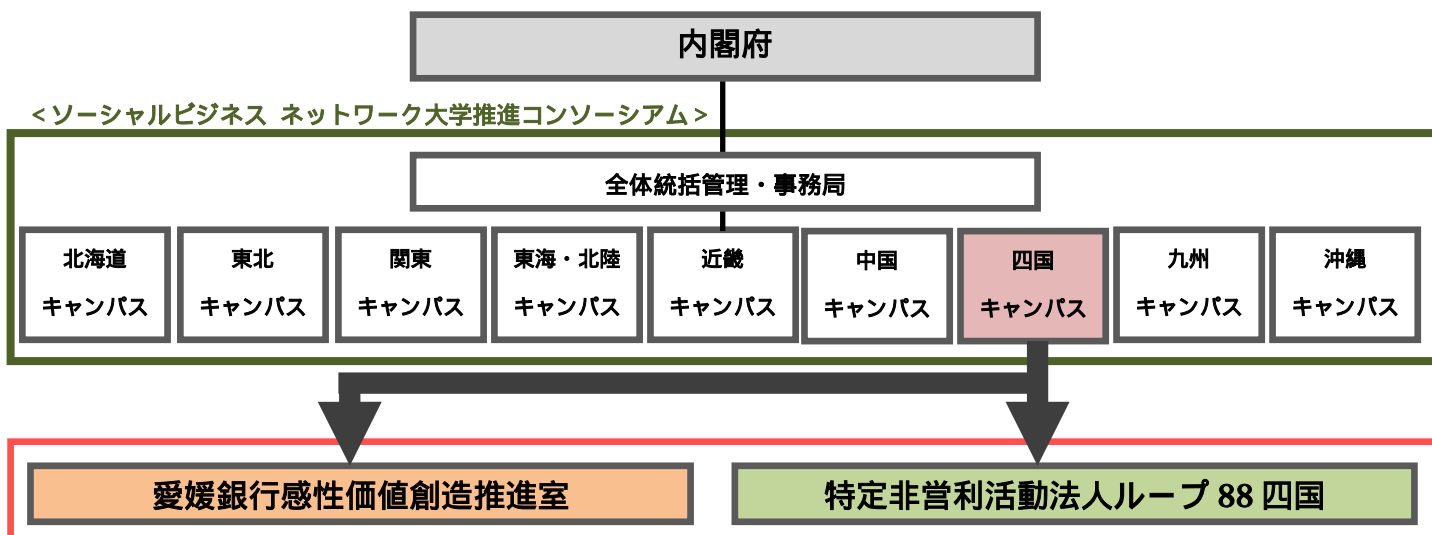 内閣府
<ソーシャルビジネス ネットワーク大学推進コンソーシアム>
全体統括管理・事務局
北海道
キャンパス
東北
キャンパス
関東
キャンパス
東海・北陸
キャンパス
近畿
キャンパス
中国
キャンパス
四国
キャンパス
九州
キャンパス
沖縄
キャンパス
愛媛銀行感性価値創造推進室
特定非営利活動法人ループ 88 四国